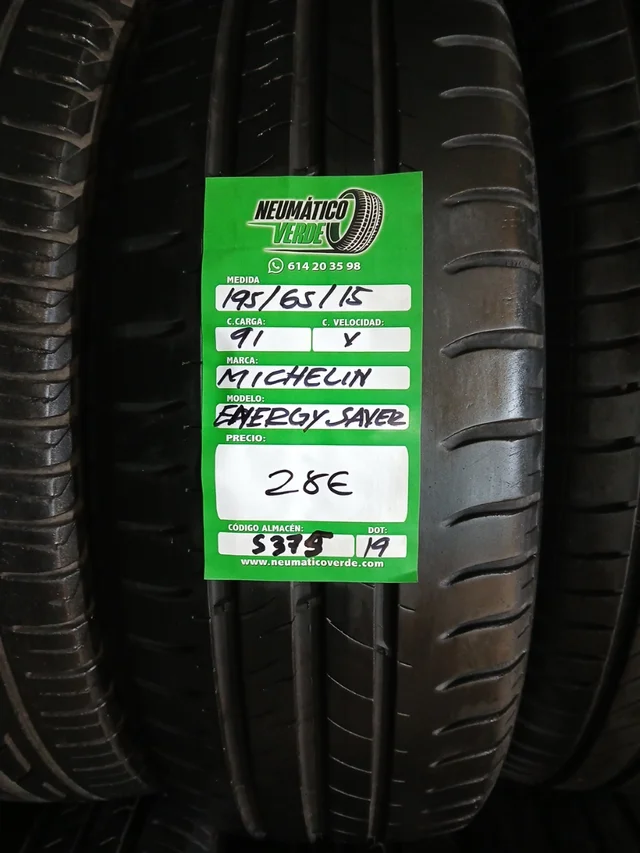 NEUMÁTICO
VERDE
614 20 35 98
MEDIDA
195/65/15
C.CARGA: C. VELOCIDAD:
91 V
MARCA:
MICHELIN
MODELO:
ENERGY SAVER
PRECIO:
28€
CÓDIGO ALMACÉN: DOT:
S375 19
www.neumaticoverde.com